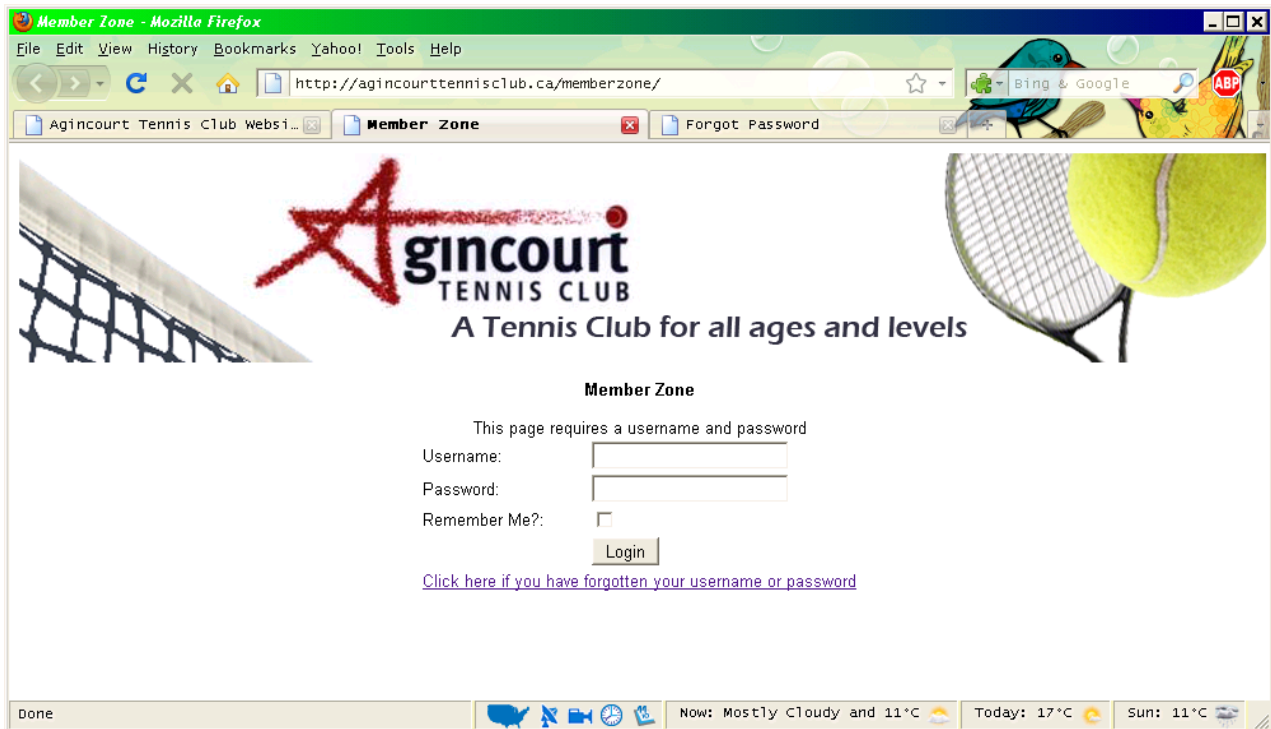 Member Zone - Mozilla Firefox
File Edit View History Bookmarks Yahoo! Tools Help
http://agincourttennisclub.ca/memberzone/
Bing & Google
ABP
Agincourt Tennis Club Websi...
Member Zone
Forgot Password
Agincourt
TENNIS CLUB
A Tennis Club for all ages and levels
Member Zone
This page requires a username and password
Username:
Password:
Remember Me?:
Login
Click here if you have forgotten your username or password
Done
Now: Mostly Cloudy and 11°C
Today: 17°C
Sun: 11°C